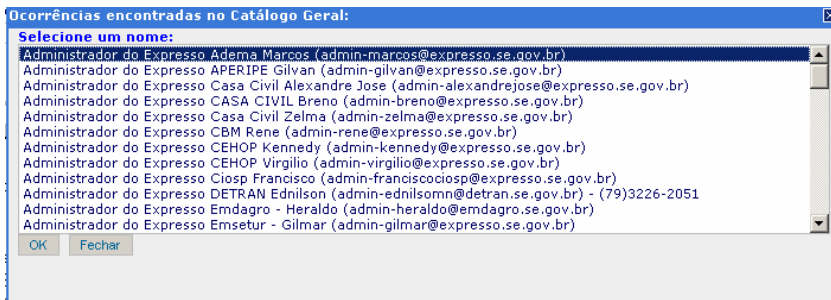 Ocorrências encontradas no Catálogo Geral:
Selecione um nome:
Administrador do Expresso Adema Marcos (admin-marcos@expresso.se.gov.br)
Administrador do Expresso APERIPE Gilvan (admin-gilvan@expresso.se.gov.br)
Administrador do Expresso Casa Civil Alexandre Jose (admin-alexandrejose@expresso.se.gov.br)
Administrador do Expresso CASA CIVIL Breno (admin-breno@expresso.se.gov.br)
Administrador do Expresso Casa Civil Zelma (admin-zelma@expresso.se.gov.br)
Administrador do Expresso CBM Rene (admin-rene@expresso.se.gov.br)
Administrador do Expresso CEHOP Kennedy (admin-kennedy@expresso.se.gov.br)
Administrador do Expresso CEHOP Virgilio (admin-virgilio@expresso.se.gov.br)
Administrador do Expresso Ciosp Francisco (admin-franciscociosp@expresso.se.gov.br)
Administrador do Expresso DETRAN Ednilson (admin-ednilsomn@detran.se.gov.br) - (79)3226-2051
Administrador do Expresso Emdagro - Heraldo (admin-heraldo@emdagro.se.gov.br)
Administrador do Expresso Emsetur - Gilmar (admin-gilmar@expresso.se.gov.br)
OK Fechar